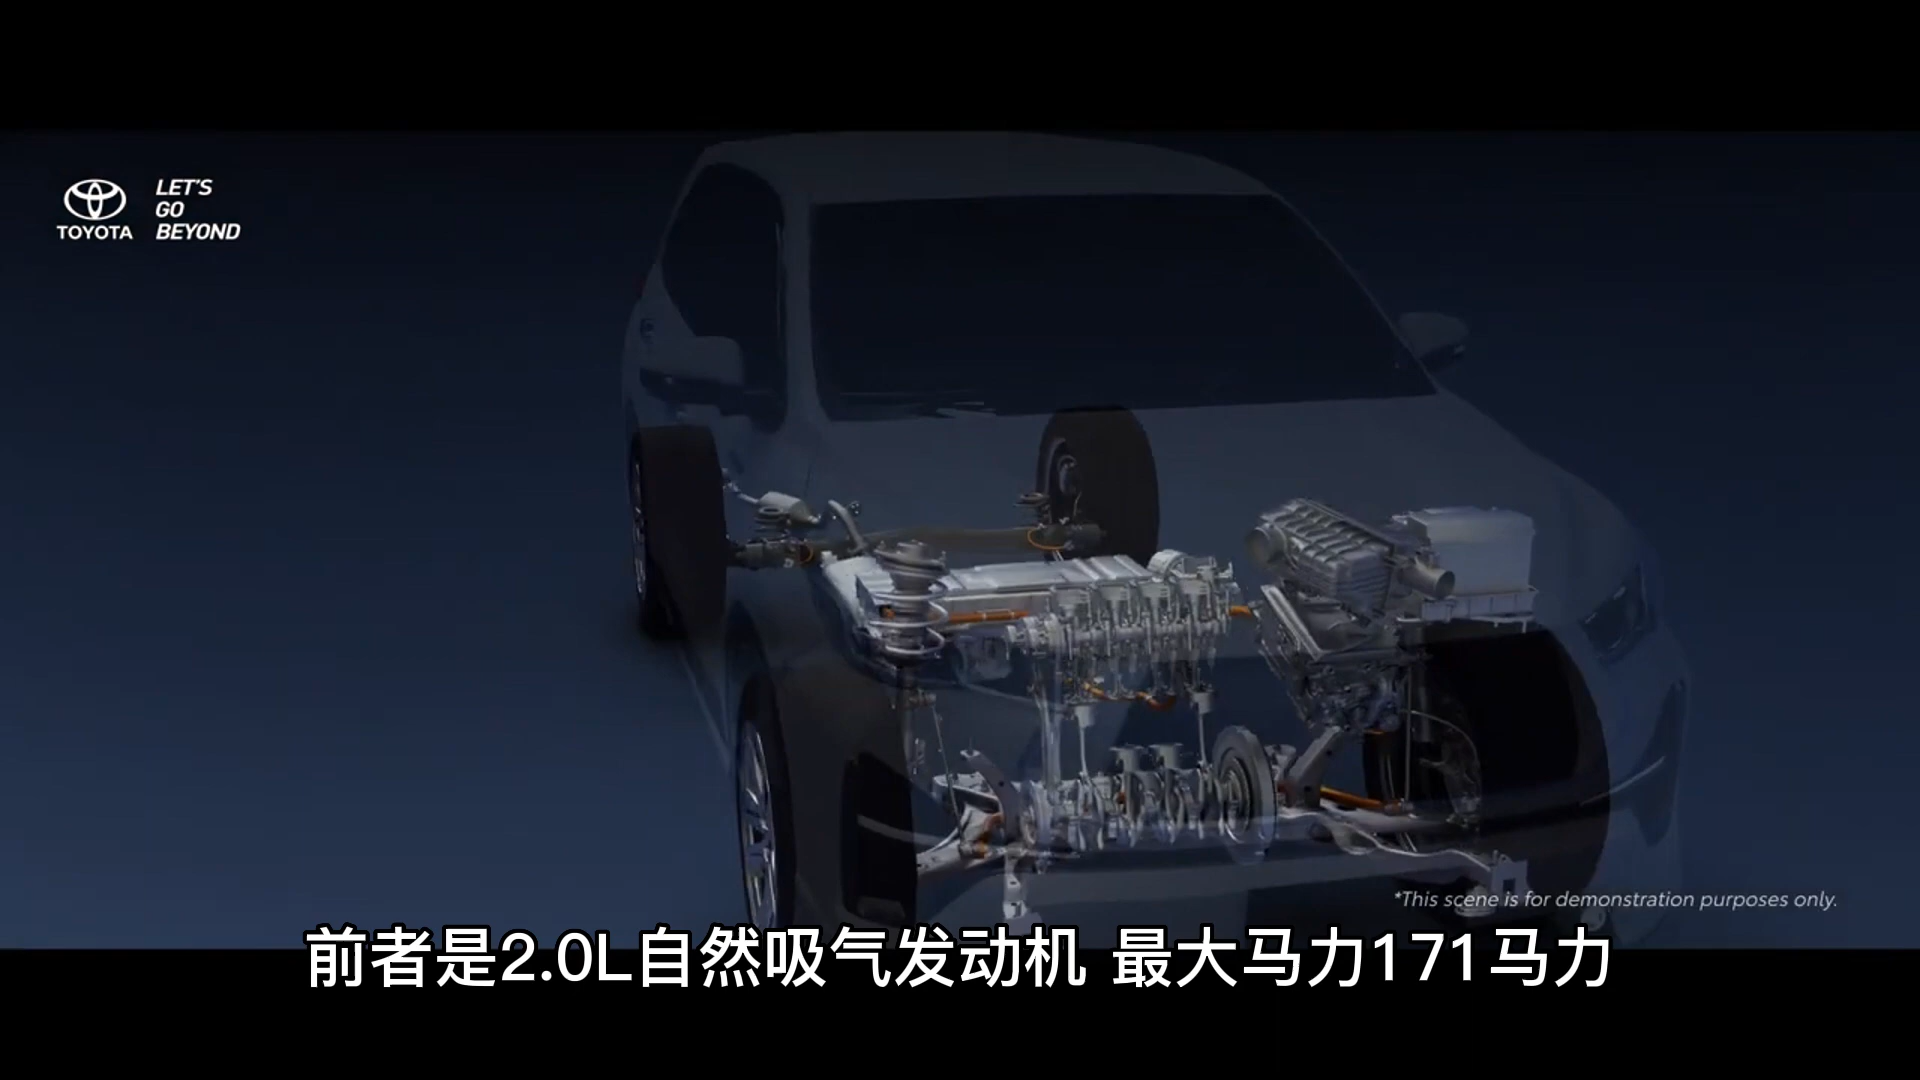 TOYOTA
LET'S
GO
BEYOND
*This scene is for demonstration purposes only.
前者是2.0L自然吸气发动机 最大马力171马力